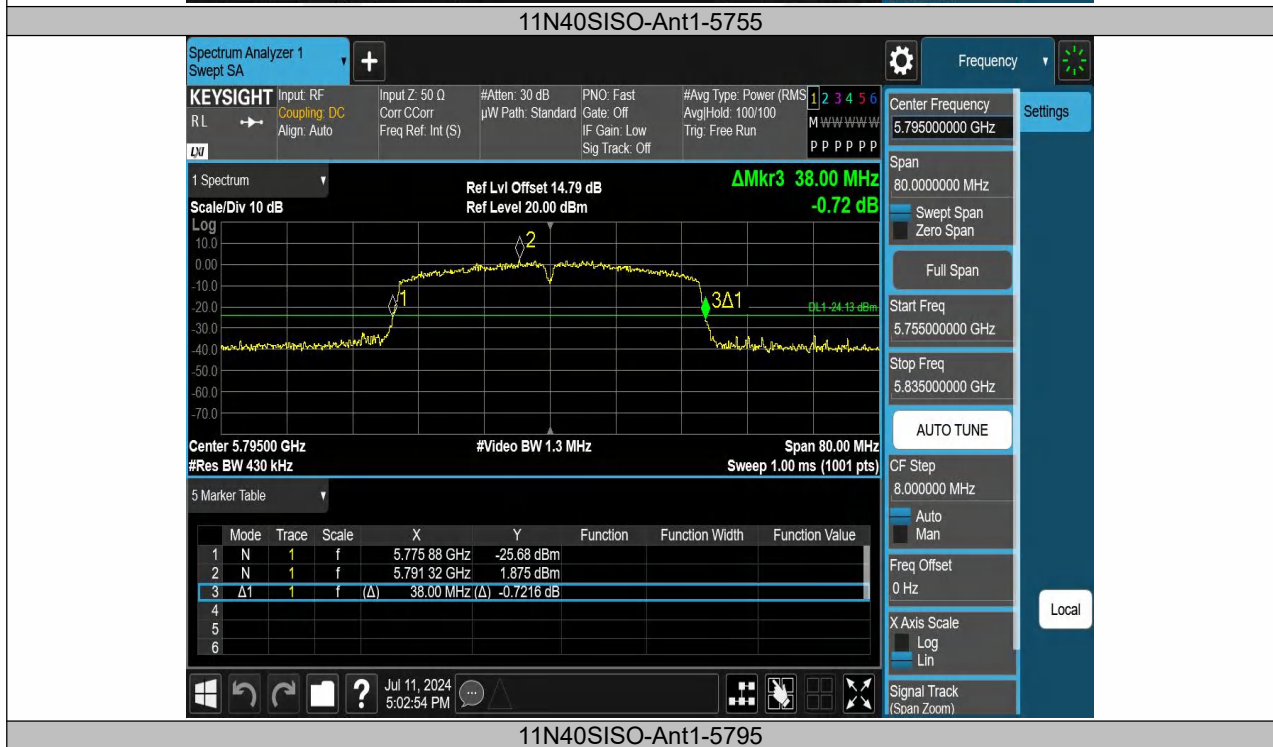 11N40SISO-Ant1-5755
Spectrum Analyzer 1
Swept SA
+
Frequency
KEYSIGHT
RL
LXI
Input: RF
Coupling: DC
Align: Auto
Input Z: 50 Ω
Corr CCorr
Freq Ref: Int (S)
#Atten: 30 dB
µW Path: Standard
PNO: Fast
Gate: Off
IF Gain: Low
Sig Track: Off
#Avg Type: Power (RMS
Avg|Hold: 100/100
Trig: Free Run
1 2 3 4 5 6
M W W W W W
P P P P P P
1 Spectrum
Scale/Div 10 dB
Ref Lvl Offset 14.79 dB
Ref Level 20.00 dBm
ΔMkr3 38.00 MHz
-0.72 dB
Log
10.0
0.00
-10.0
-20.0
-30.0
-40.0
-50.0
-60.0
-70.0
1
2
3Δ1
DL1 -24.13 dBm
Center 5.79500 GHz
#Video BW 1.3 MHz
Span 80.00 MHz
#Res BW 430 kHz
Sweep 1.00 ms (1001 pts)
5 Marker Table
Mode Trace Scale X Y Function Function Width Function Value
1 N 1 f 5.775 88 GHz -25.68 dBm
2 N 1 f 5.791 32 GHz 1.875 dBm
3 Δ1 1 f (Δ) 38.00 MHz (Δ) -0.7216 dB
4
5
6
?
Jul 11, 2024
5:02:54 PM
Center Frequency
5.795000000 GHz
Settings
Span
80.0000000 MHz
Swept Span
Zero Span
Full Span
Start Freq
5.755000000 GHz
Stop Freq
5.835000000 GHz
AUTO TUNE
CF Step
8.000000 MHz
Auto
Man
Freq Offset
0 Hz
Local
X Axis Scale
Log
Lin
Signal Track
(Span Zoom)
11N40SISO-Ant1-5795